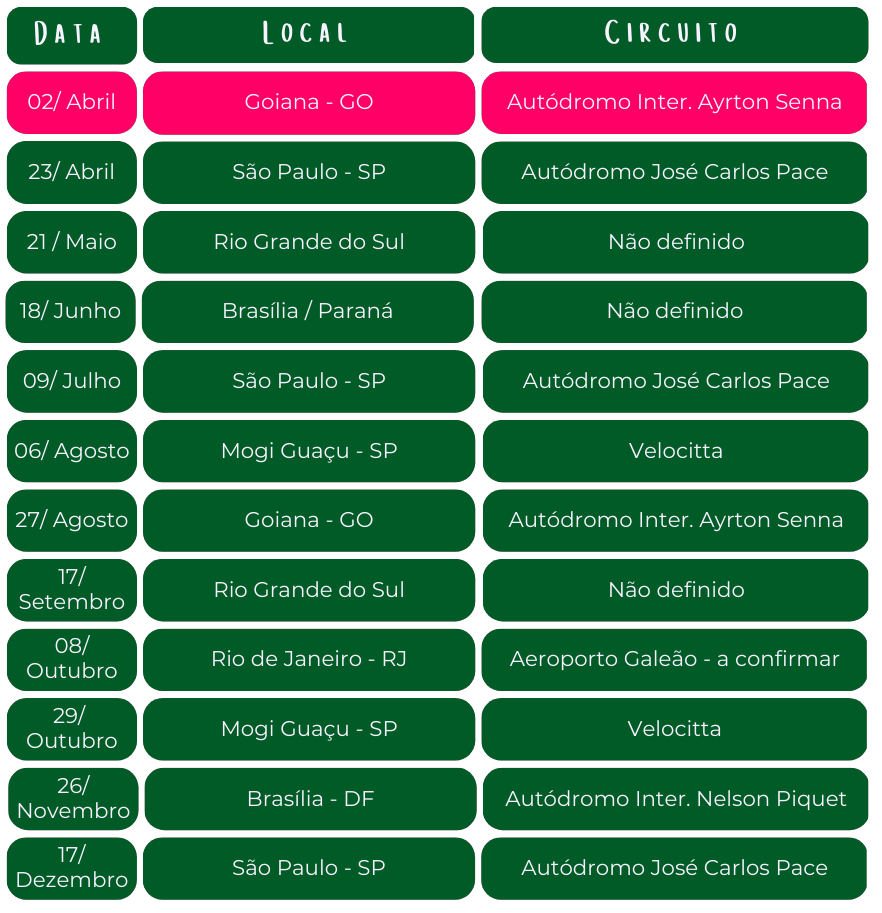 Data Local Circuito
02/ Abril Goiana - GO Autódromo Inter. Ayrton Senna
23/ Abril São Paulo - SP Autódromo José Carlos Pace
21 / Maio Rio Grande do Sul Não definido
18/ Junho Brasília / Paraná Não definido
09/ Julho São Paulo - SP Autódromo José Carlos Pace
06/ Agosto Mogi Guaçu - SP Velocitta
27/ Agosto Goiana - GO Autódromo Inter. Ayrton Senna
17/
Setembro Rio Grande do Sul Não definido
08/
Outubro Rio de Janeiro - RJ Aeroporto Galeão - a confirmar
29/
Outubro Mogi Guaçu - SP Velocitta
26/
Novembro Brasília - DF Autódromo Inter. Nelson Piquet
17/
Dezembro São Paulo - SP Autódromo José Carlos Pace